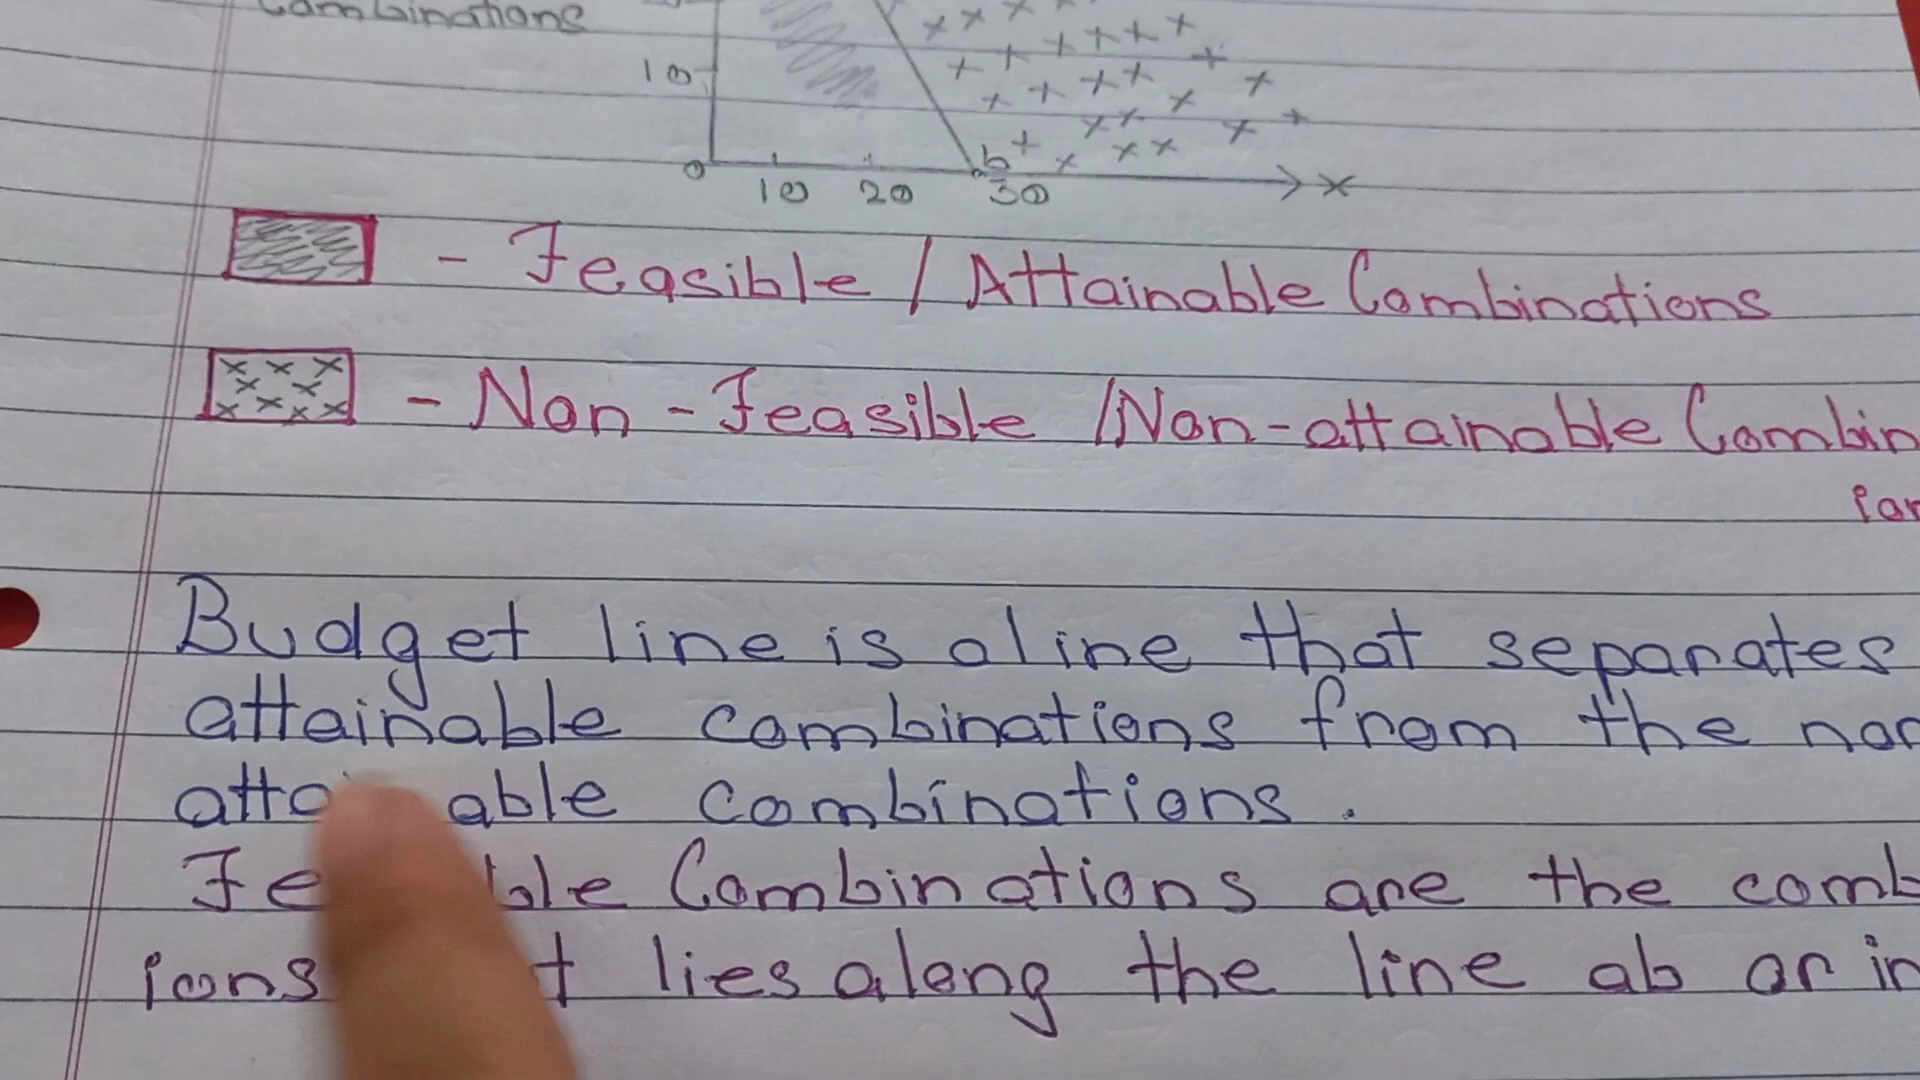 Combinations
10
0 10 20 30 b x
- Feasible / Attainable Combinations
- Non-Feasible /Non-attainable Combin
Budget line is a line that separates
attainable combinations from the non
able combinations.
Combinations are the comb
ions lies along the line ab or in